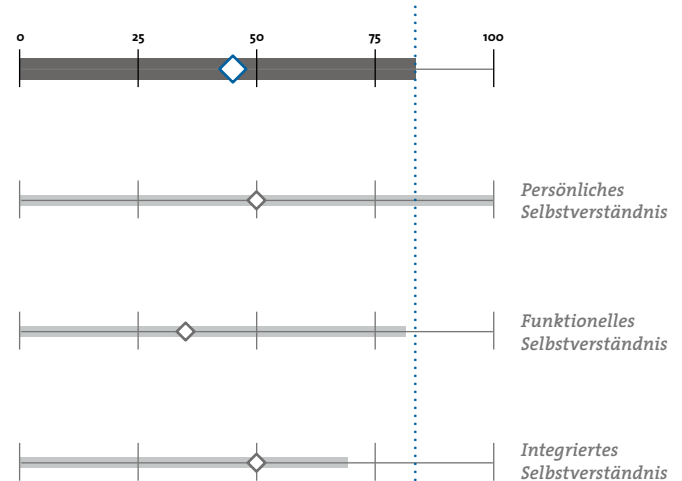 0 25 50 75 100
Persönliches
Selbstverständnis
Funktionelles
Selbstverständnis
Integriertes
Selbstverständnis